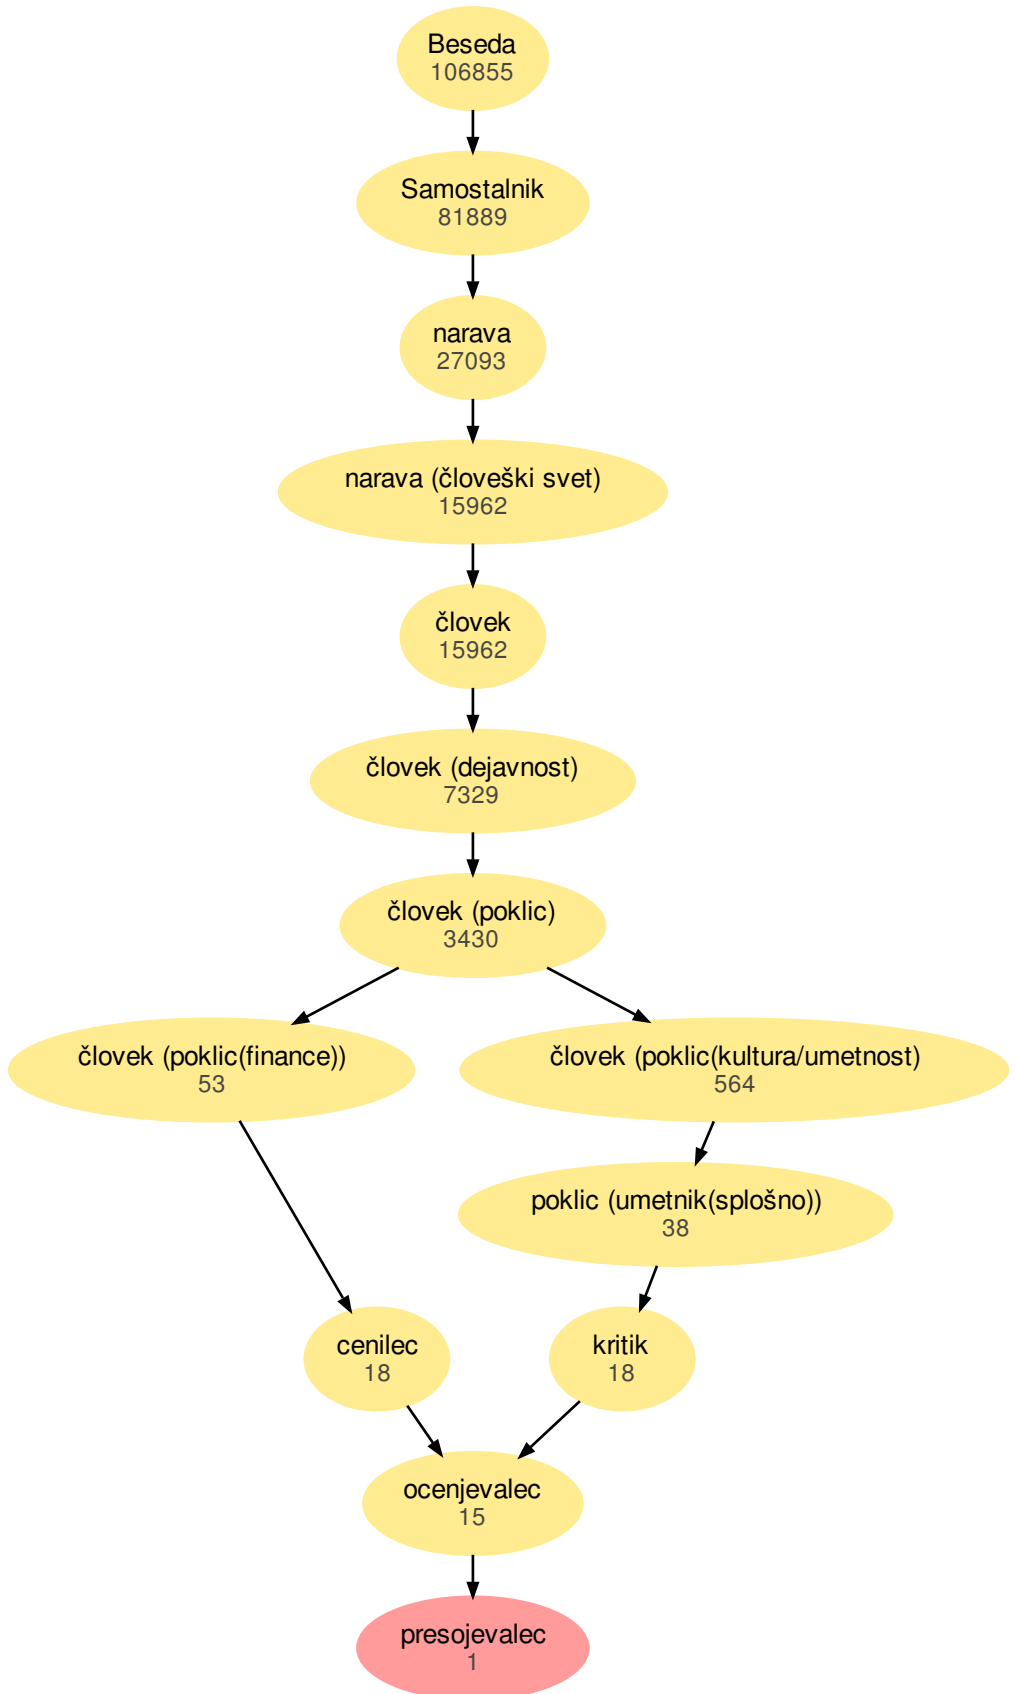 Beseda
106855
Samostalnik
81889
narava
27093
narava (človeški svet)
15962
človek
15962
človek (dejavnost)
7329
človek (poklic)
3430
človek (poklic(finance))
53
človek (poklic(kultura/umetnost)
564
poklic (umetnik(splošno))
38
cenilec
18
kritik
18
ocenjevalec
15
presojevalec
1